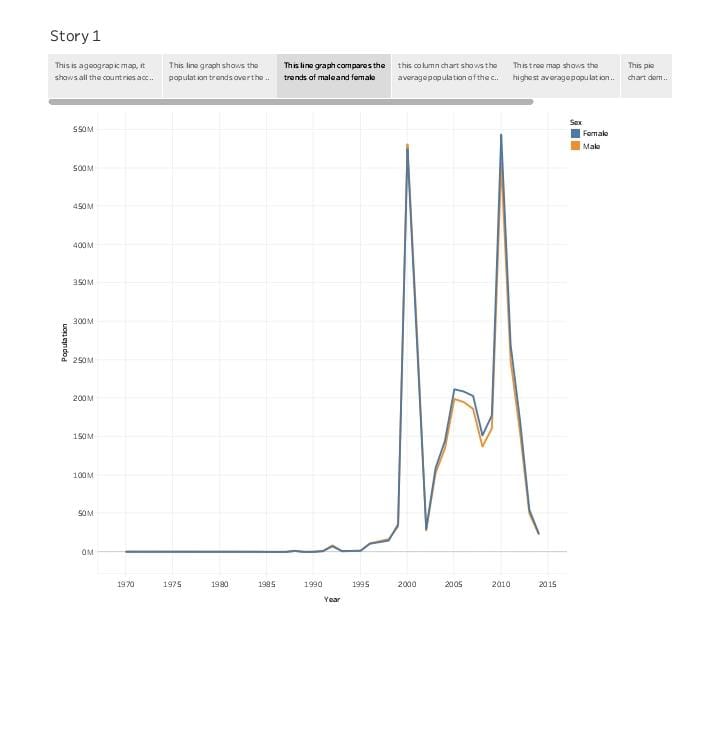 Story 1
This is a geograpic map, it
shows all the countries acc..
This line graph shows the
population trends over the ..
This line graph compares the
trends of male and female
this column chart shows the
average population of the c..
This tree map shows the
highest average population..
This pie
chart dem..
Sex
Female
Male
550M
500M
450M
400M
350M
300M
250M
200M
150M
100M
50M
0M
Population
1970 1975 1980 1985 1990 1995 2000 2005 2010 2015
Year